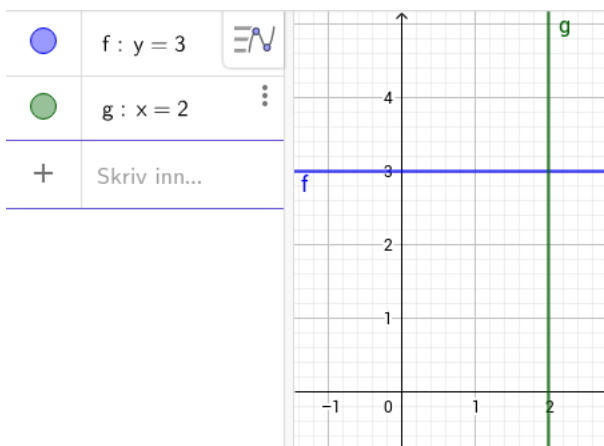 f : y = 3
g : x = 2
+ Skriv inn...
g
4
3
f
2
1
−1 0 1 2